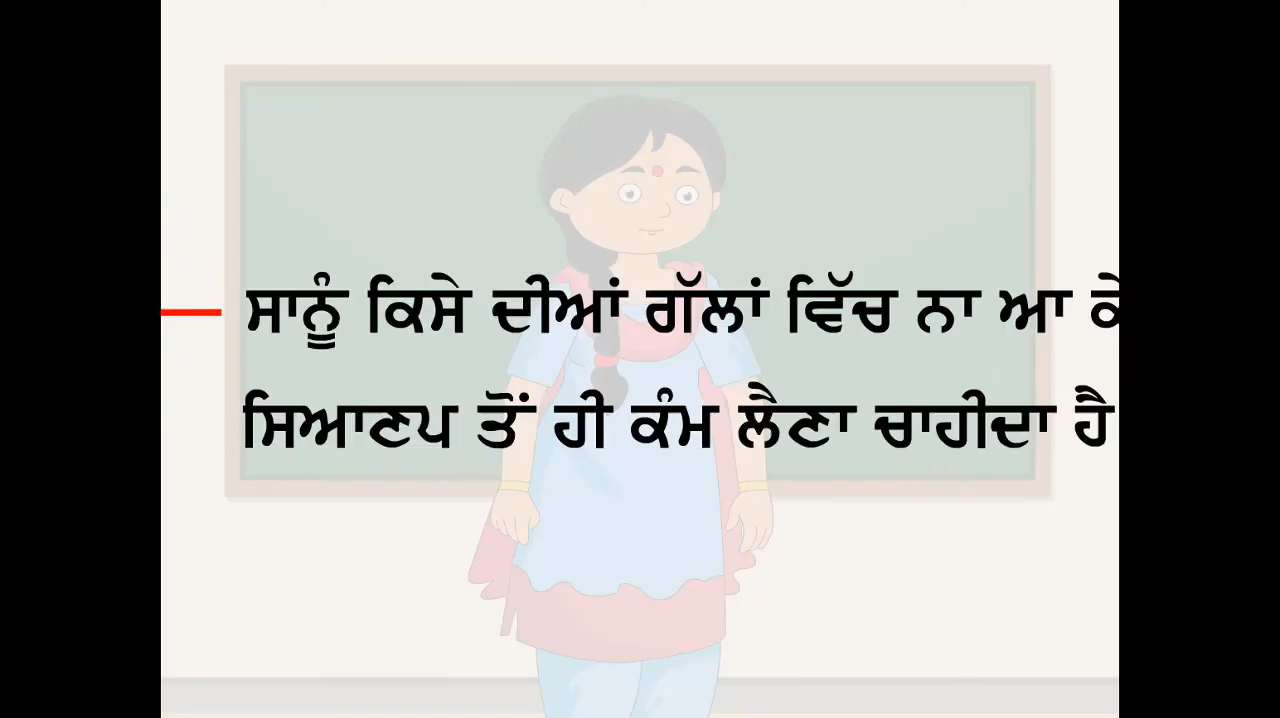 ਸਾਨੂੰ ਕਿਸੇ ਦੀਆਂ ਗੱਲਾਂ ਵਿੱਚ ਨਾ ਆ ਕੇ
ਸਿਆਣਪ ਤੋਂ ਹੀ ਕੰਮ ਲੈਣਾ ਚਾਹੀਦਾ ਹੈ